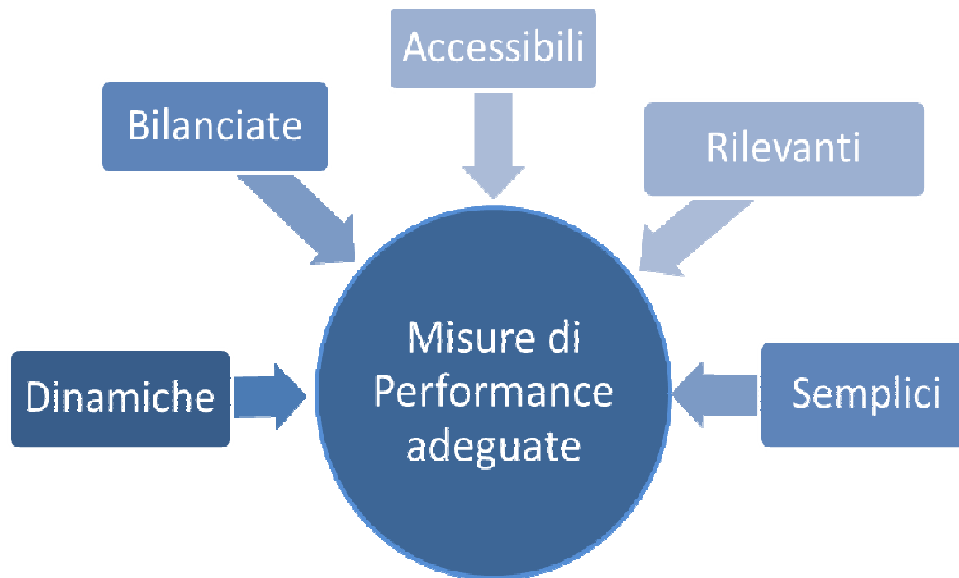 Accessibili
Bilanciate
Rilevanti
Misure di
Performance
adeguate
Dinamiche
Semplici